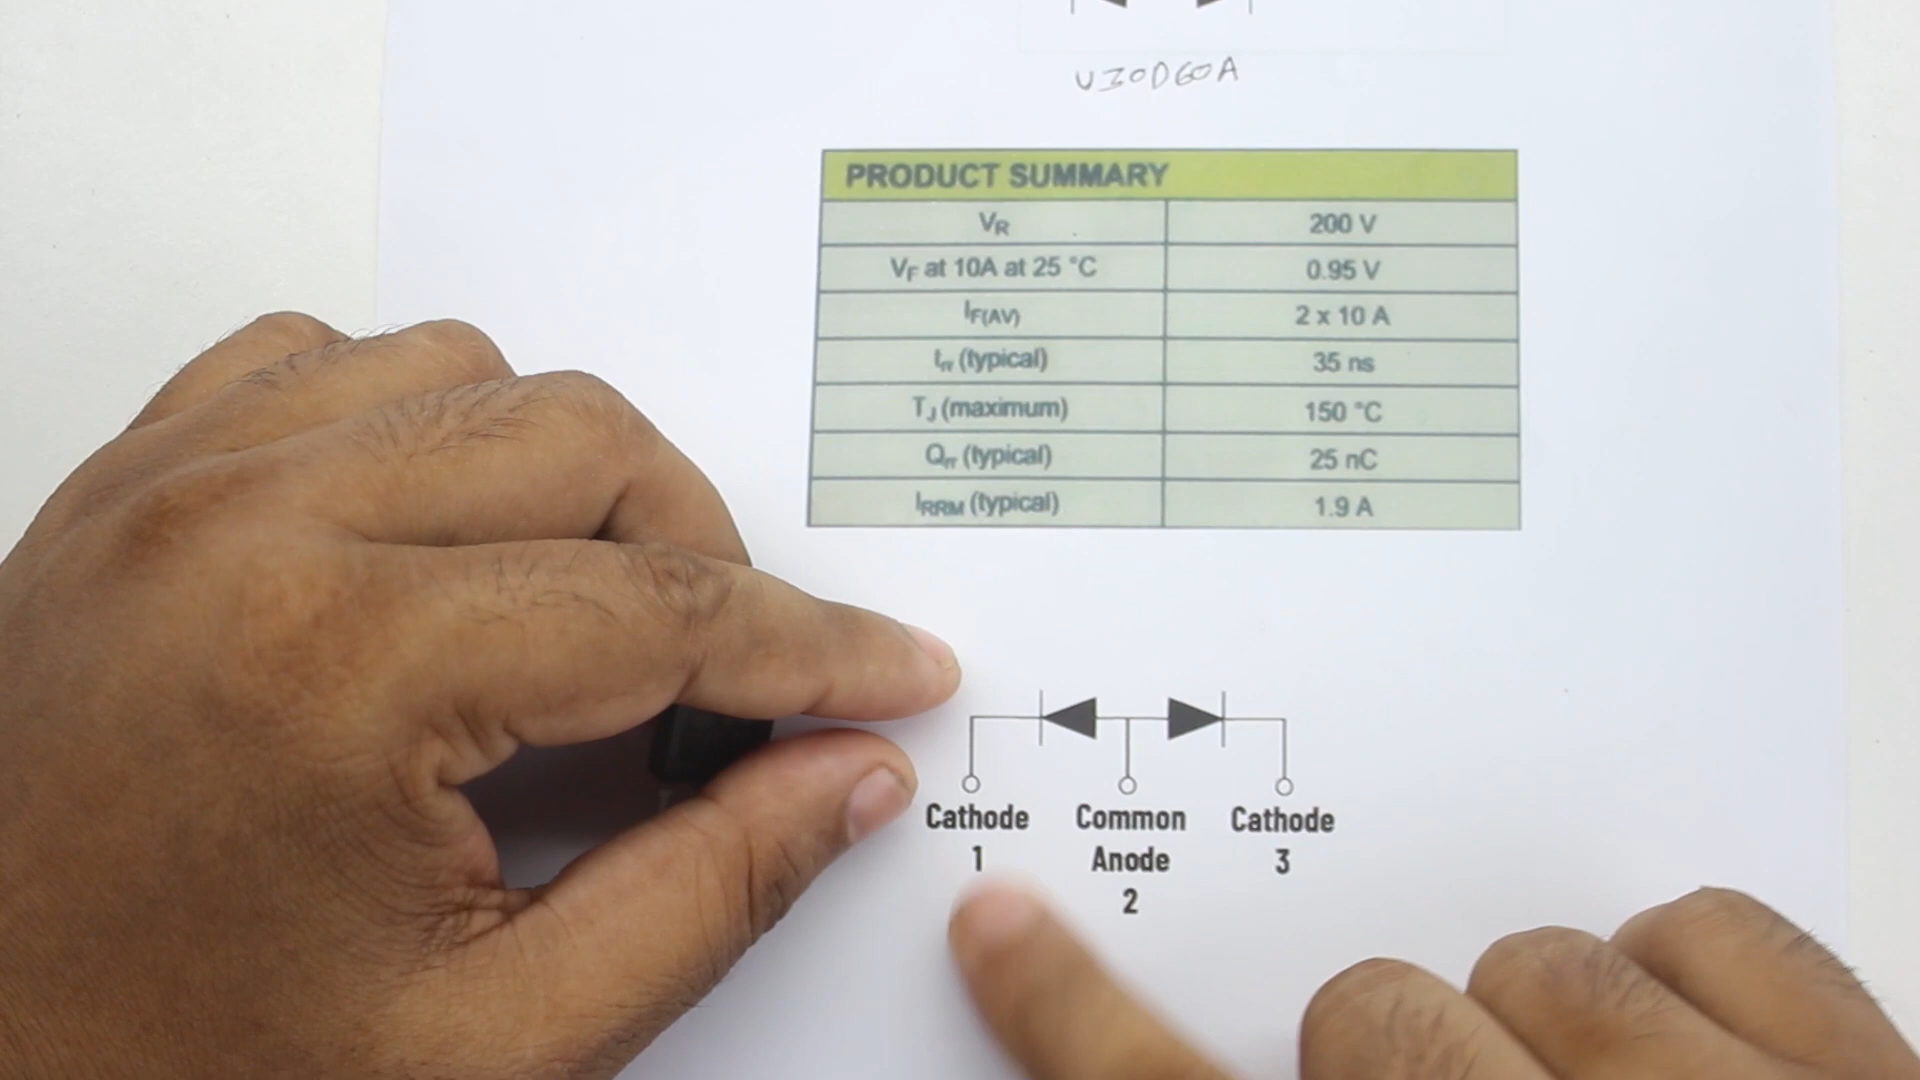 U30D60A
PRODUCT SUMMARY
VR 200 V
VF at 10A at 25 °C 0.95 V
IF(AV) 2 x 10 A
trr (typical) 35 ns
TJ (maximum) 150 °C
Qrr (typical) 25 nC
IRRM (typical) 1.9 A
Cathode Common Cathode
1 Anode 3
2